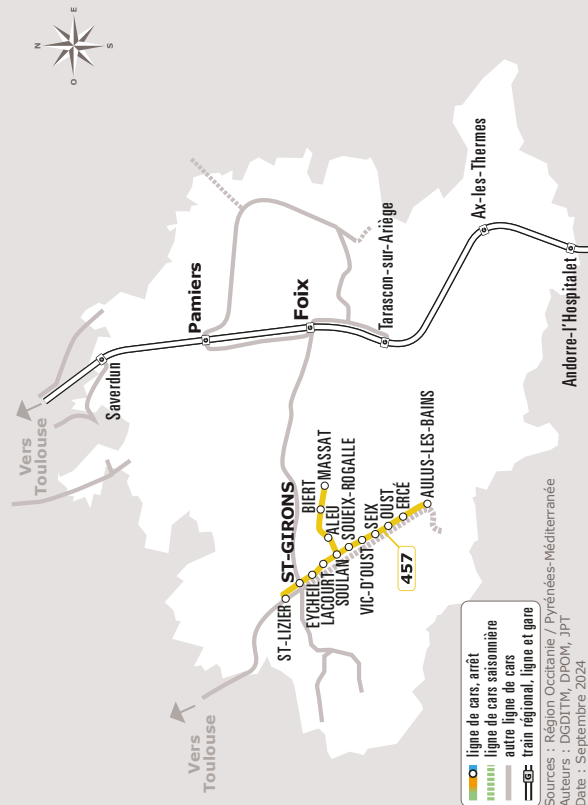 N
E
S
O
Vers
Toulouse
Saverdun
Pamiers
Foix
Tarascon-sur-Ariège
Ax-les-Thermes
Andorre-l'Hospitalet
Vers
Toulouse
ST-LIZIER
ST-GIRONS
EYCHEIL
LACOURT
SOULAN
ALEU
BIERT
MASSAT
SOUEIX-ROGALLE
VIC-D'OUST
SEIX
OUST
ERCÉ
AULUS-LES-BAINS
457
ligne de cars, arrêt
ligne de cars saisonnière
autre ligne de cars
G train régional, ligne et gare
Sources : Région Occitanie / Pyrénées-Méditerranée
Auteurs : DGDITM, DPOM, JPT
Date : Septembre 2024